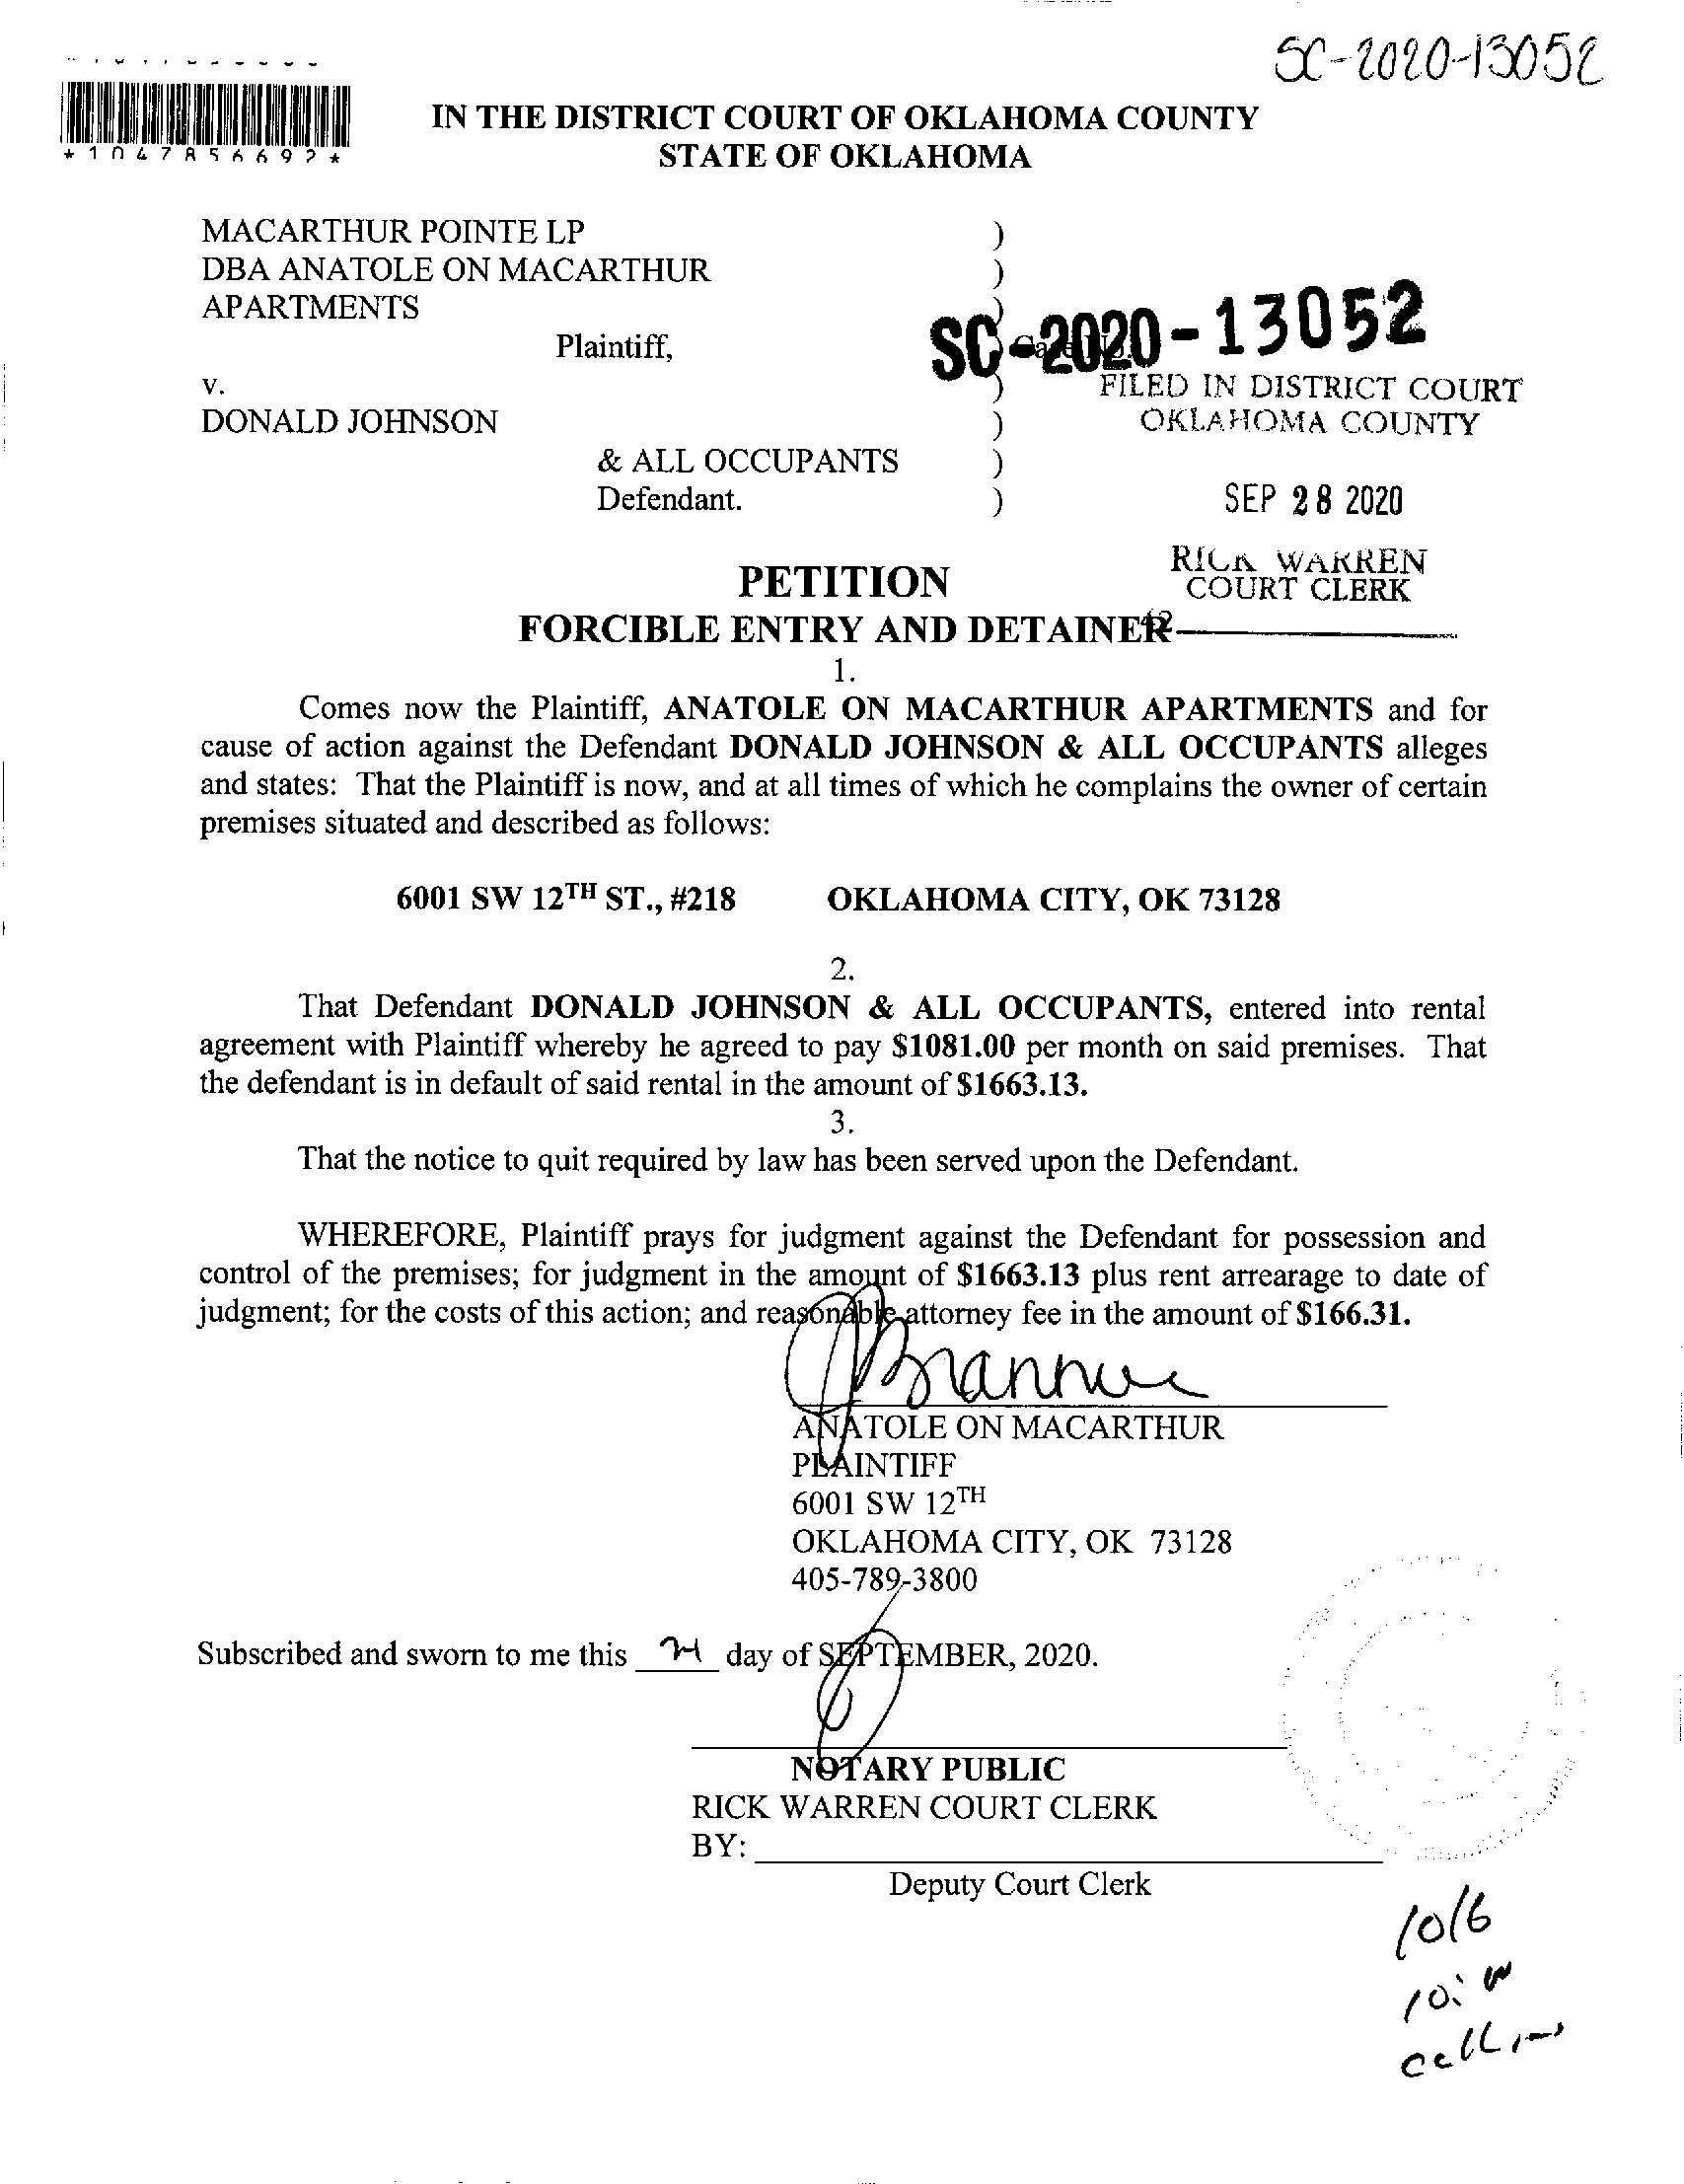 SC-2020-13052
*1047856692*
IN THE DISTRICT COURT OF OKLAHOMA COUNTY
STATE OF OKLAHOMA
MACARTHUR POINTE LP )
DBA ANATOLE ON MACARTHUR )
APARTMENTS )
Plaintiff,
SC-2020-13052
v. )
FILED IN DISTRICT COURT
DONALD JOHNSON )
OKLAHOMA COUNTY
& ALL OCCUPANTS )
Defendant. )
SEP 28 2020
RICK WARREN
COURT CLERK
PETITION
FORCIBLE ENTRY AND DETAINER
1.
Comes now the Plaintiff, ANATOLE ON MACARTHUR APARTMENTS and for
cause of action against the Defendant DONALD JOHNSON & ALL OCCUPANTS alleges
and states: That the Plaintiff is now, and at all times of which he complains the owner of certain
premises situated and described as follows:
6001 SW 12TH ST., #218 OKLAHOMA CITY, OK 73128
2.
That Defendant DONALD JOHNSON & ALL OCCUPANTS, entered into rental
agreement with Plaintiff whereby he agreed to pay $1081.00 per month on said premises. That
the defendant is in default of said rental in the amount of $1663.13.
3.
That the notice to quit required by law has been served upon the Defendant.
WHEREFORE, Plaintiff prays for judgment against the Defendant for possession and
control of the premises; for judgment in the amount of $1663.13 plus rent arrearage to date of
judgment; for the costs of this action; and reasonable attorney fee in the amount of $166.31.
ANATOLE ON MACARTHUR
PLAINTIFF
6001 SW 12TH
OKLAHOMA CITY, OK 73128
405-789-3800
Subscribed and sworn to me this day of SEPTEMBER, 2020.
NOTARY PUBLIC
RICK WARREN COURT CLERK
BY:
Deputy Court Clerk
10/6